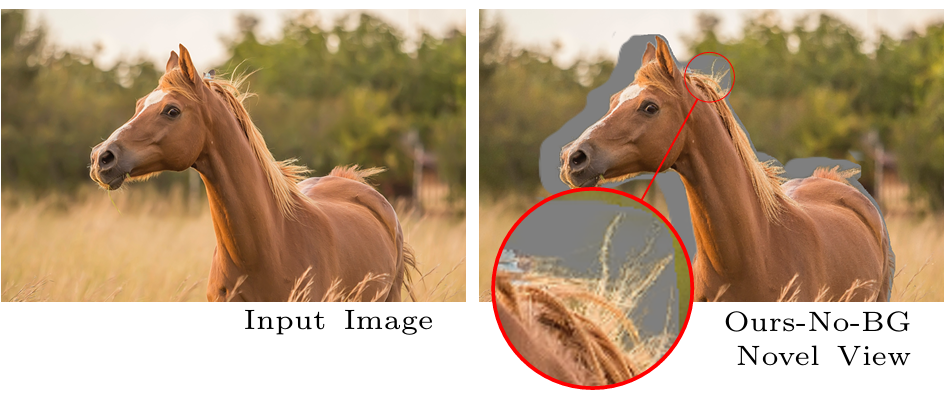 Input Image
Ours-No-BG
Novel View